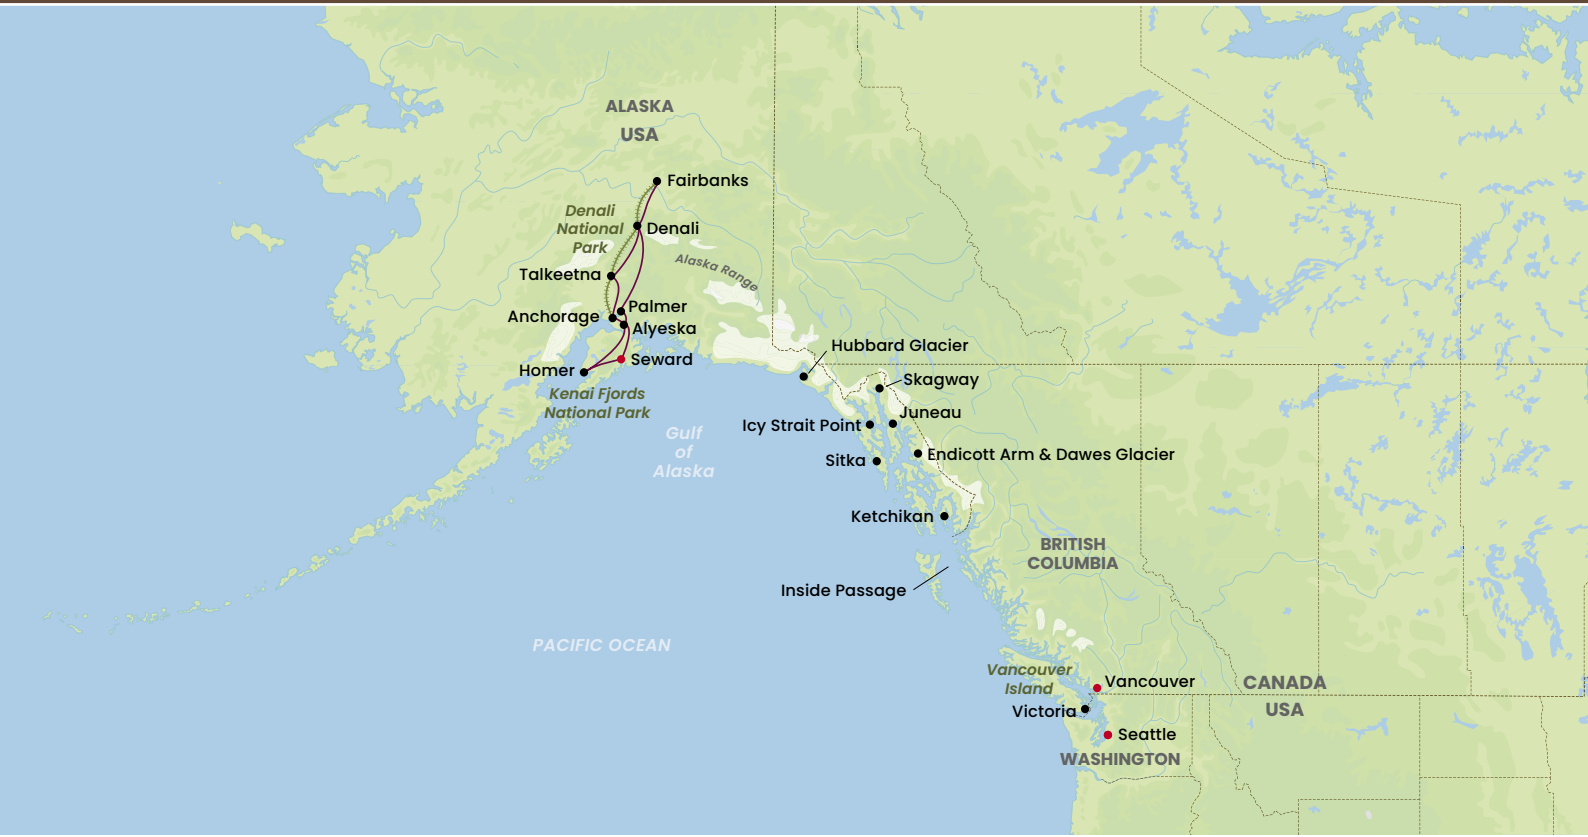 ALASKA
USA
Fairbanks
Denali
National
Park
Denali
Alaska Range
Talkeetna
Palmer
Anchorage
Alyeska
Seward
Homer
Kenai Fjords
National Park
Hubbard Glacier
Skagway
Juneau
Icy Strait Point
Gulf
of
Alaska
Endicott Arm & Dawes Glacier
Sitka
Ketchikan
BRITISH
COLUMBIA
Inside Passage
PACIFIC OCEAN
Vancouver
Island
Vancouver
CANADA
USA
Victoria
Seattle
WASHINGTON